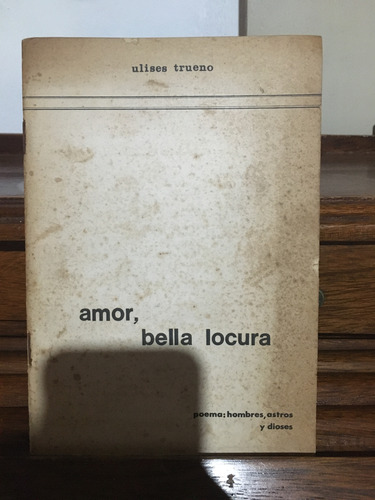 ulises trueno
amor,
bella locura
poema; hombres, astros
y dioses